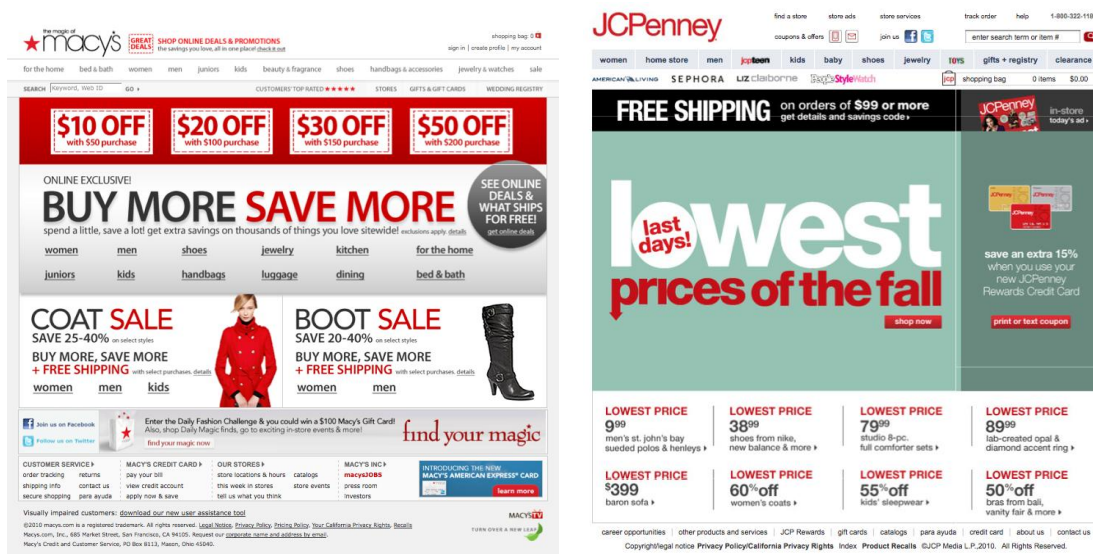 the magic of
★macy's
GREAT DEALS
SHOP ONLINE DEALS & PROMOTIONS
the savings you love, all in one place! check it out
shopping bag: 0
sign in | create profile | my account
for the home bed & bath women men juniors kids beauty & fragrance shoes handbags & accessories jewelry & watches sale
SEARCH Keyword, Web ID GO CUSTOMERS' TOP RATED ★★★★★ STORES GIFTS & GIFT CARDS WEDDING REGISTRY
$10 OFF
with $50 purchase
$20 OFF
with $100 purchase
$30 OFF
with $150 purchase
$50 OFF
with $200 purchase
ONLINE EXCLUSIVE!
BUY MORE SAVE MORE
spend a little, save a lot! get extra savings on thousands of things you love sitewide! exclusions apply. details
SEE ONLINE
DEALS &
WHAT SHIPS
FOR FREE!
get online deals
women men shoes jewelry kitchen for the home
juniors kids handbags luggage dining bed & bath
COAT SALE
SAVE 25-40% on select styles
BUY MORE, SAVE MORE
+ FREE SHIPPING with select purchases. details
women men kids
BOOT SALE
SAVE 20-40% on select styles
BUY MORE, SAVE MORE
+ FREE SHIPPING with select purchases. details
women men
Join us on Facebook
Follow us on Twitter
Enter the Daily Fashion Challenge & you could win a $100 Macy's Gift Card!
Also, shop Daily Magic finds, go to exciting in-store events & more!
find your magic now
find your magic
CUSTOMER SERVICE
order tracking returns
shipping info contact us
secure shopping para ayuda
MACY'S CREDIT CARD
pay your bill
view credit account
apply now & save
OUR STORES
store locations & hours catalogs
this week in stores store events
tell us what you think
MACY'S INC
macysJOBS
press room
investors
INTRODUCING THE NEW
MACY'S AMERICAN EXPRESS® CARD
learn more
Visually impaired customers: download our new user assistance tool
MACYSTV
©2010 macys.com is a registered trademark. All rights reserved. Legal Notice, Privacy Policy, Pricing Policy, Your California Privacy Rights, Recalls
Macys.com, Inc., 685 Market Street, San Francisco, CA 94105. Request our corporate name and address by email.
Macy's Credit and Customer Service, PO Box 8113, Mason, Ohio 45040.
TURN OVER A NEW LEAF
JCPenney
find a store store ads store services track order help 1-800-322-118
coupons & offers join us enter search term or item #
women home store men jcpteen kids baby shoes jewelry TOYS gifts + registry clearance
AMERICAN LIVING SEPHORA LIZ claiborne StyleWatch jcp shopping bag 0 items $0.00
FREE SHIPPING on orders of $99 or more
get details and savings code
JCPenney
in-store
today's ad
lowest
last
days!
prices of the fall
shop now
save an extra 15%
when you use your
new JCPenney
Rewards Credit Card
print or text coupon
LOWEST PRICE
9⁹⁹
men's st. john's bay
sueded polos & henleys
LOWEST PRICE
38⁹⁹
shoes from nike,
new balance & more
LOWEST PRICE
79⁹⁹
studio 8-pc.
full comforter sets
LOWEST PRICE
89⁹⁹
lab-created opal &
diamond accent ring
LOWEST PRICE
$399
baron sofa
LOWEST PRICE
60% off
women's coats
LOWEST PRICE
55% off
kids' sleepwear
LOWEST PRICE
50% off
bras from bali,
vanity fair & more
career opportunities | other products and services | JCP Rewards | gift cards | catalogs | para ayuda | credit card | about us | contact us
Copyright/legal notice Privacy Policy/California Privacy Rights Index Product Recalls ©JCP Media L.P. 2010. All Rights Reserved.